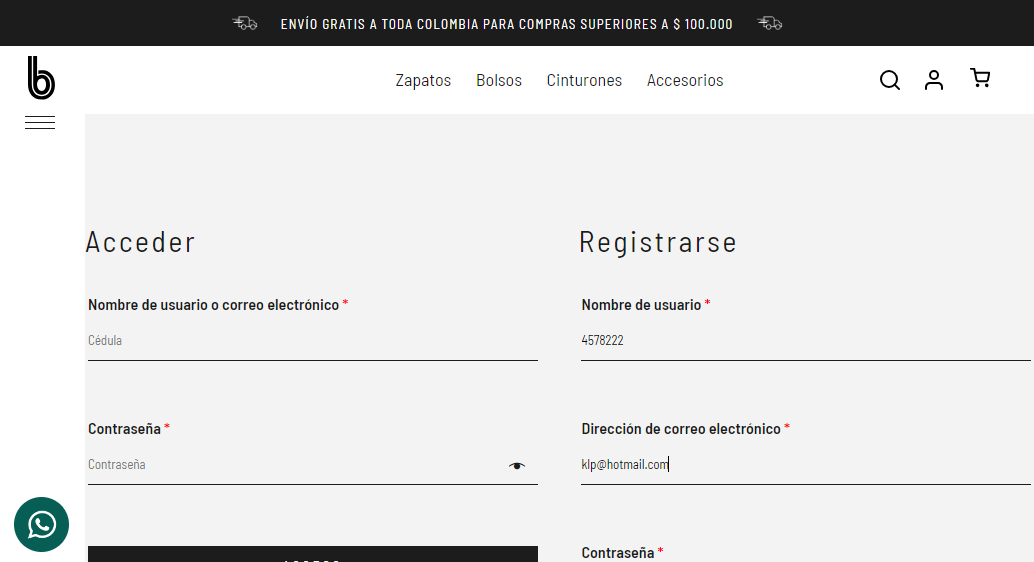 ENVÍO GRATIS A TODA COLOMBIA PARA COMPRAS SUPERIORES A $ 100.000
b
Zapatos Bolsos Cinturones Accesorios
Acceder
Nombre de usuario o correo electrónico *
Cédula
Contraseña *
Contraseña
Registrarse
Nombre de usuario *
4578222
Dirección de correo electrónico *
klp@hotmail.com
Contraseña *